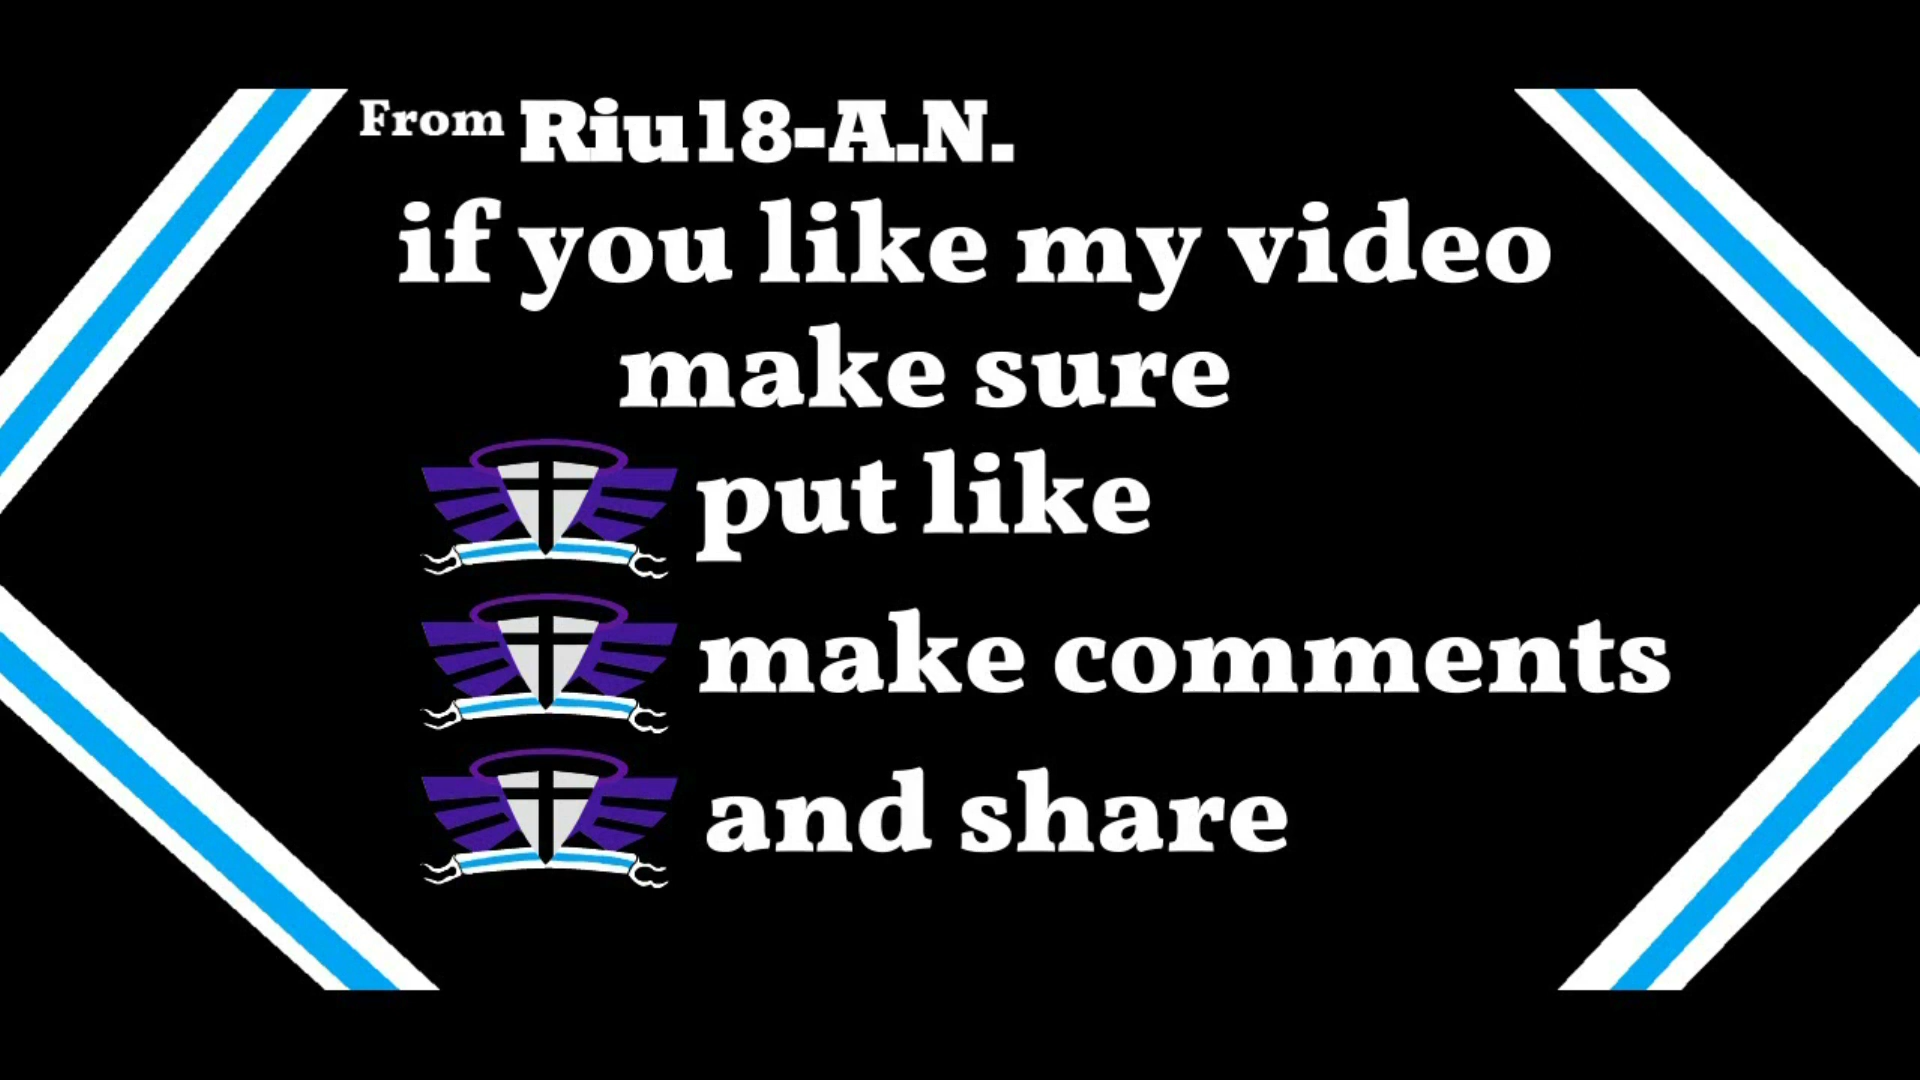 From Riu18-A.N.
if you like my video
make sure
put like
make comments
and share